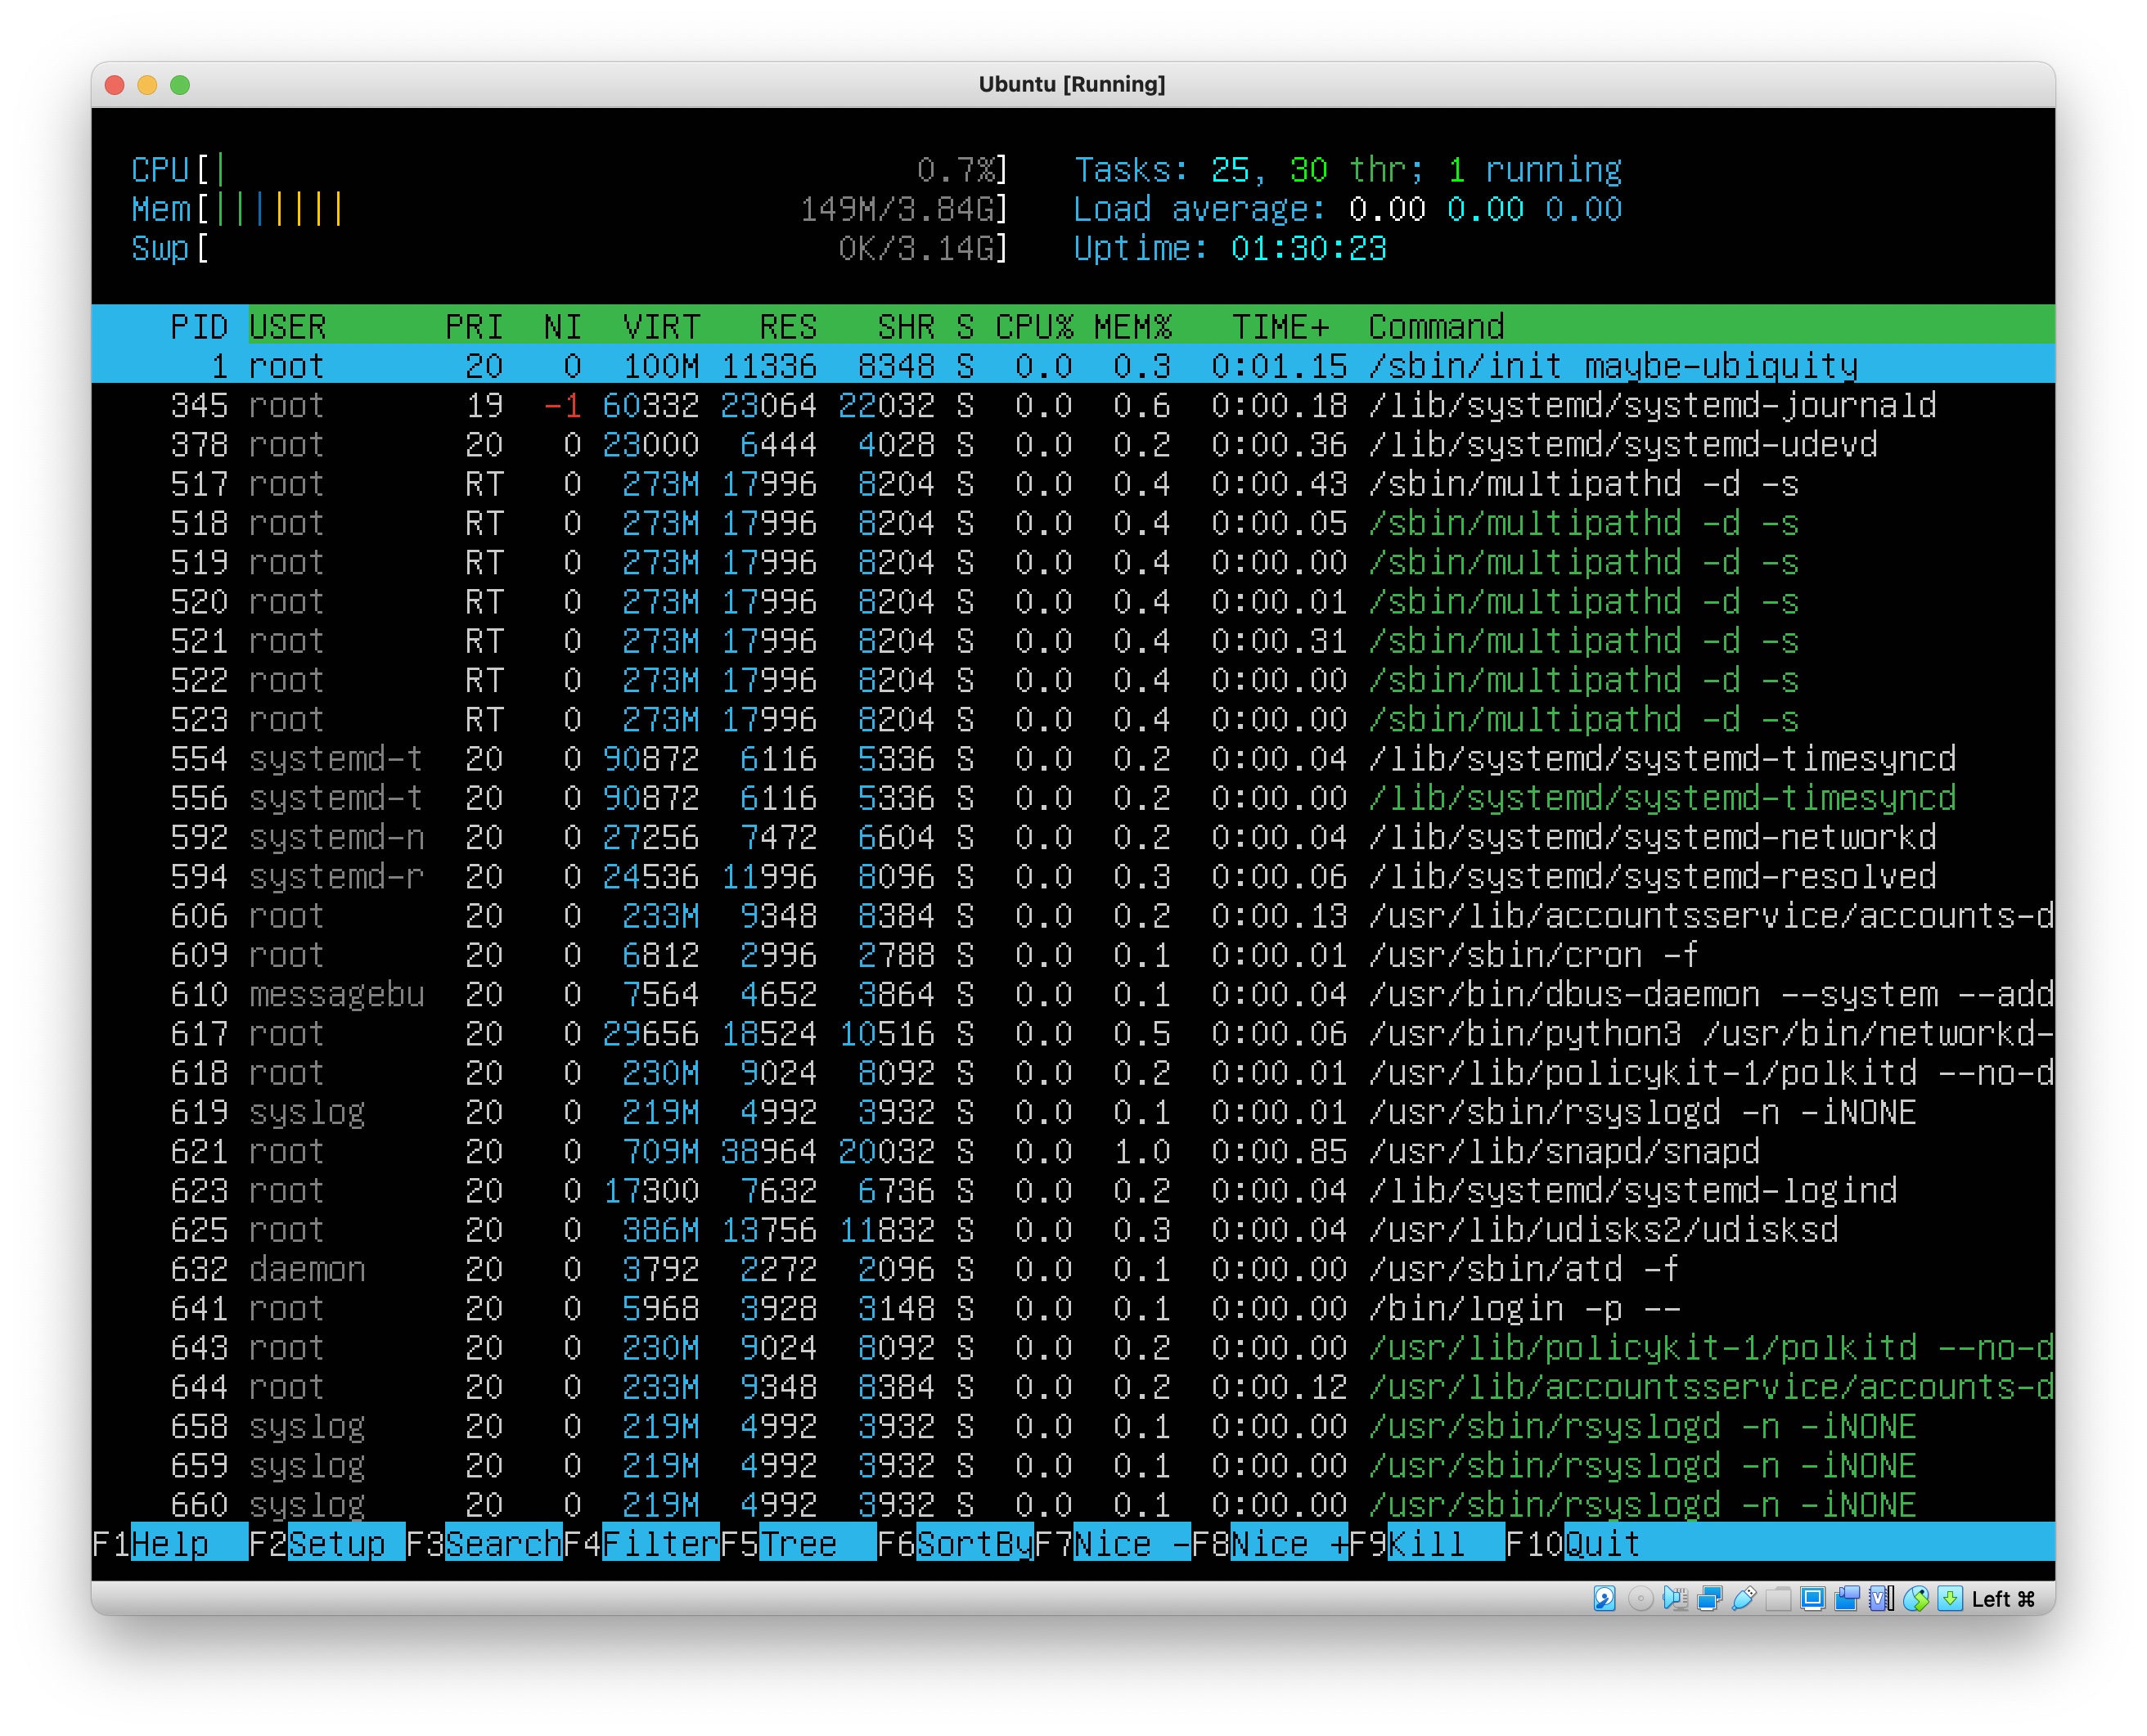 Ubuntu [Running]
CPU[| 0.7%] Tasks: 25, 30 thr; 1 running
Mem[||||||| 149M/3.84G] Load average: 0.00 0.00 0.00
Swp[ 0K/3.14G] Uptime: 01:30:23
PID USER PRI NI VIRT RES SHR S CPU% MEM% TIME+ Command
1 root 20 0 100M 11336 8348 S 0.0 0.3 0:01.15 /sbin/init maybe-ubiquity
345 root 19 -1 60332 23064 22032 S 0.0 0.6 0:00.18 /lib/systemd/systemd-journald
378 root 20 0 23000 6444 4028 S 0.0 0.2 0:00.36 /lib/systemd/systemd-udevd
517 root RT 0 273M 17996 8204 S 0.0 0.4 0:00.43 /sbin/multipathd -d -s
518 root RT 0 273M 17996 8204 S 0.0 0.4 0:00.05 /sbin/multipathd -d -s
519 root RT 0 273M 17996 8204 S 0.0 0.4 0:00.00 /sbin/multipathd -d -s
520 root RT 0 273M 17996 8204 S 0.0 0.4 0:00.01 /sbin/multipathd -d -s
521 root RT 0 273M 17996 8204 S 0.0 0.4 0:00.31 /sbin/multipathd -d -s
522 root RT 0 273M 17996 8204 S 0.0 0.4 0:00.00 /sbin/multipathd -d -s
523 root RT 0 273M 17996 8204 S 0.0 0.4 0:00.00 /sbin/multipathd -d -s
554 systemd-t 20 0 90872 6116 5336 S 0.0 0.2 0:00.04 /lib/systemd/systemd-timesyncd
556 systemd-t 20 0 90872 6116 5336 S 0.0 0.2 0:00.00 /lib/systemd/systemd-timesyncd
592 systemd-n 20 0 27256 7472 6604 S 0.0 0.2 0:00.04 /lib/systemd/systemd-networkd
594 systemd-r 20 0 24536 11996 8096 S 0.0 0.3 0:00.06 /lib/systemd/systemd-resolved
606 root 20 0 233M 9348 8384 S 0.0 0.2 0:00.13 /usr/lib/accountsservice/accounts-d
609 root 20 0 6812 2996 2788 S 0.0 0.1 0:00.01 /usr/sbin/cron -f
610 messagebu 20 0 7564 4652 3864 S 0.0 0.1 0:00.04 /usr/bin/dbus-daemon --system --add
617 root 20 0 29656 18524 10516 S 0.0 0.5 0:00.06 /usr/bin/python3 /usr/bin/networkd-
618 root 20 0 230M 9024 8092 S 0.0 0.2 0:00.01 /usr/lib/policykit-1/polkitd --no-d
619 syslog 20 0 219M 4992 3932 S 0.0 0.1 0:00.01 /usr/sbin/rsyslogd -n -iNONE
621 root 20 0 709M 38964 20032 S 0.0 1.0 0:00.85 /usr/lib/snapd/snapd
623 root 20 0 17300 7632 6736 S 0.0 0.2 0:00.04 /lib/systemd/systemd-logind
625 root 20 0 386M 13756 11832 S 0.0 0.3 0:00.04 /usr/lib/udisks2/udisksd
632 daemon 20 0 3792 2272 2096 S 0.0 0.1 0:00.00 /usr/sbin/atd -f
641 root 20 0 5968 3928 3148 S 0.0 0.1 0:00.00 /bin/login -p --
643 root 20 0 230M 9024 8092 S 0.0 0.2 0:00.00 /usr/lib/policykit-1/polkitd --no-d
644 root 20 0 233M 9348 8384 S 0.0 0.2 0:00.12 /usr/lib/accountsservice/accounts-d
658 syslog 20 0 219M 4992 3932 S 0.0 0.1 0:00.00 /usr/sbin/rsyslogd -n -iNONE
659 syslog 20 0 219M 4992 3932 S 0.0 0.1 0:00.00 /usr/sbin/rsyslogd -n -iNONE
660 syslog 20 0 219M 4992 3932 S 0.0 0.1 0:00.00 /usr/sbin/rsyslogd -n -iNONE
F1Help F2Setup F3SearchF4FilterF5Tree F6SortByF7Nice -F8Nice +F9Kill F10Quit
Left ⌘